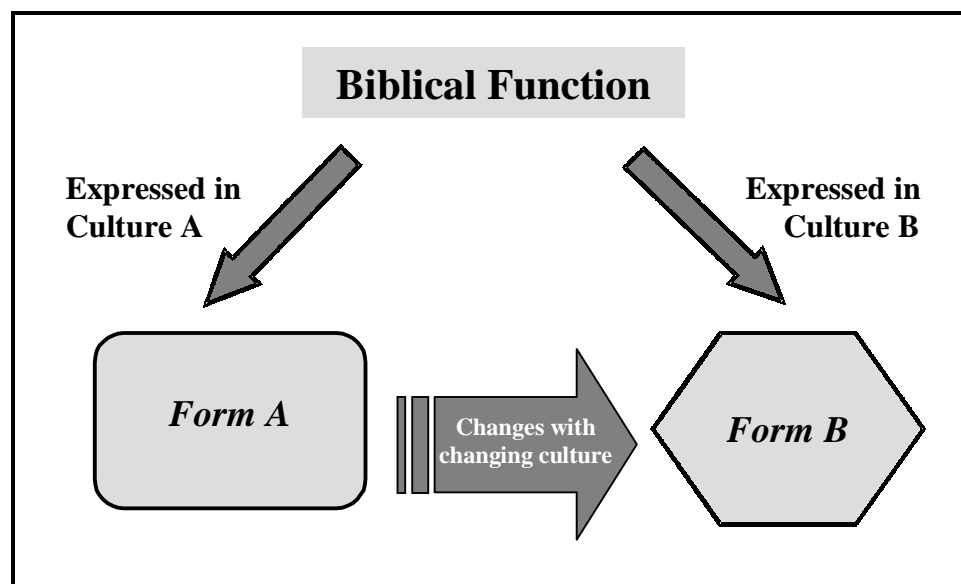 Biblical Function
Expressed in
Culture A
Expressed in
Culture B
Form A
Changes with
changing culture
Form B